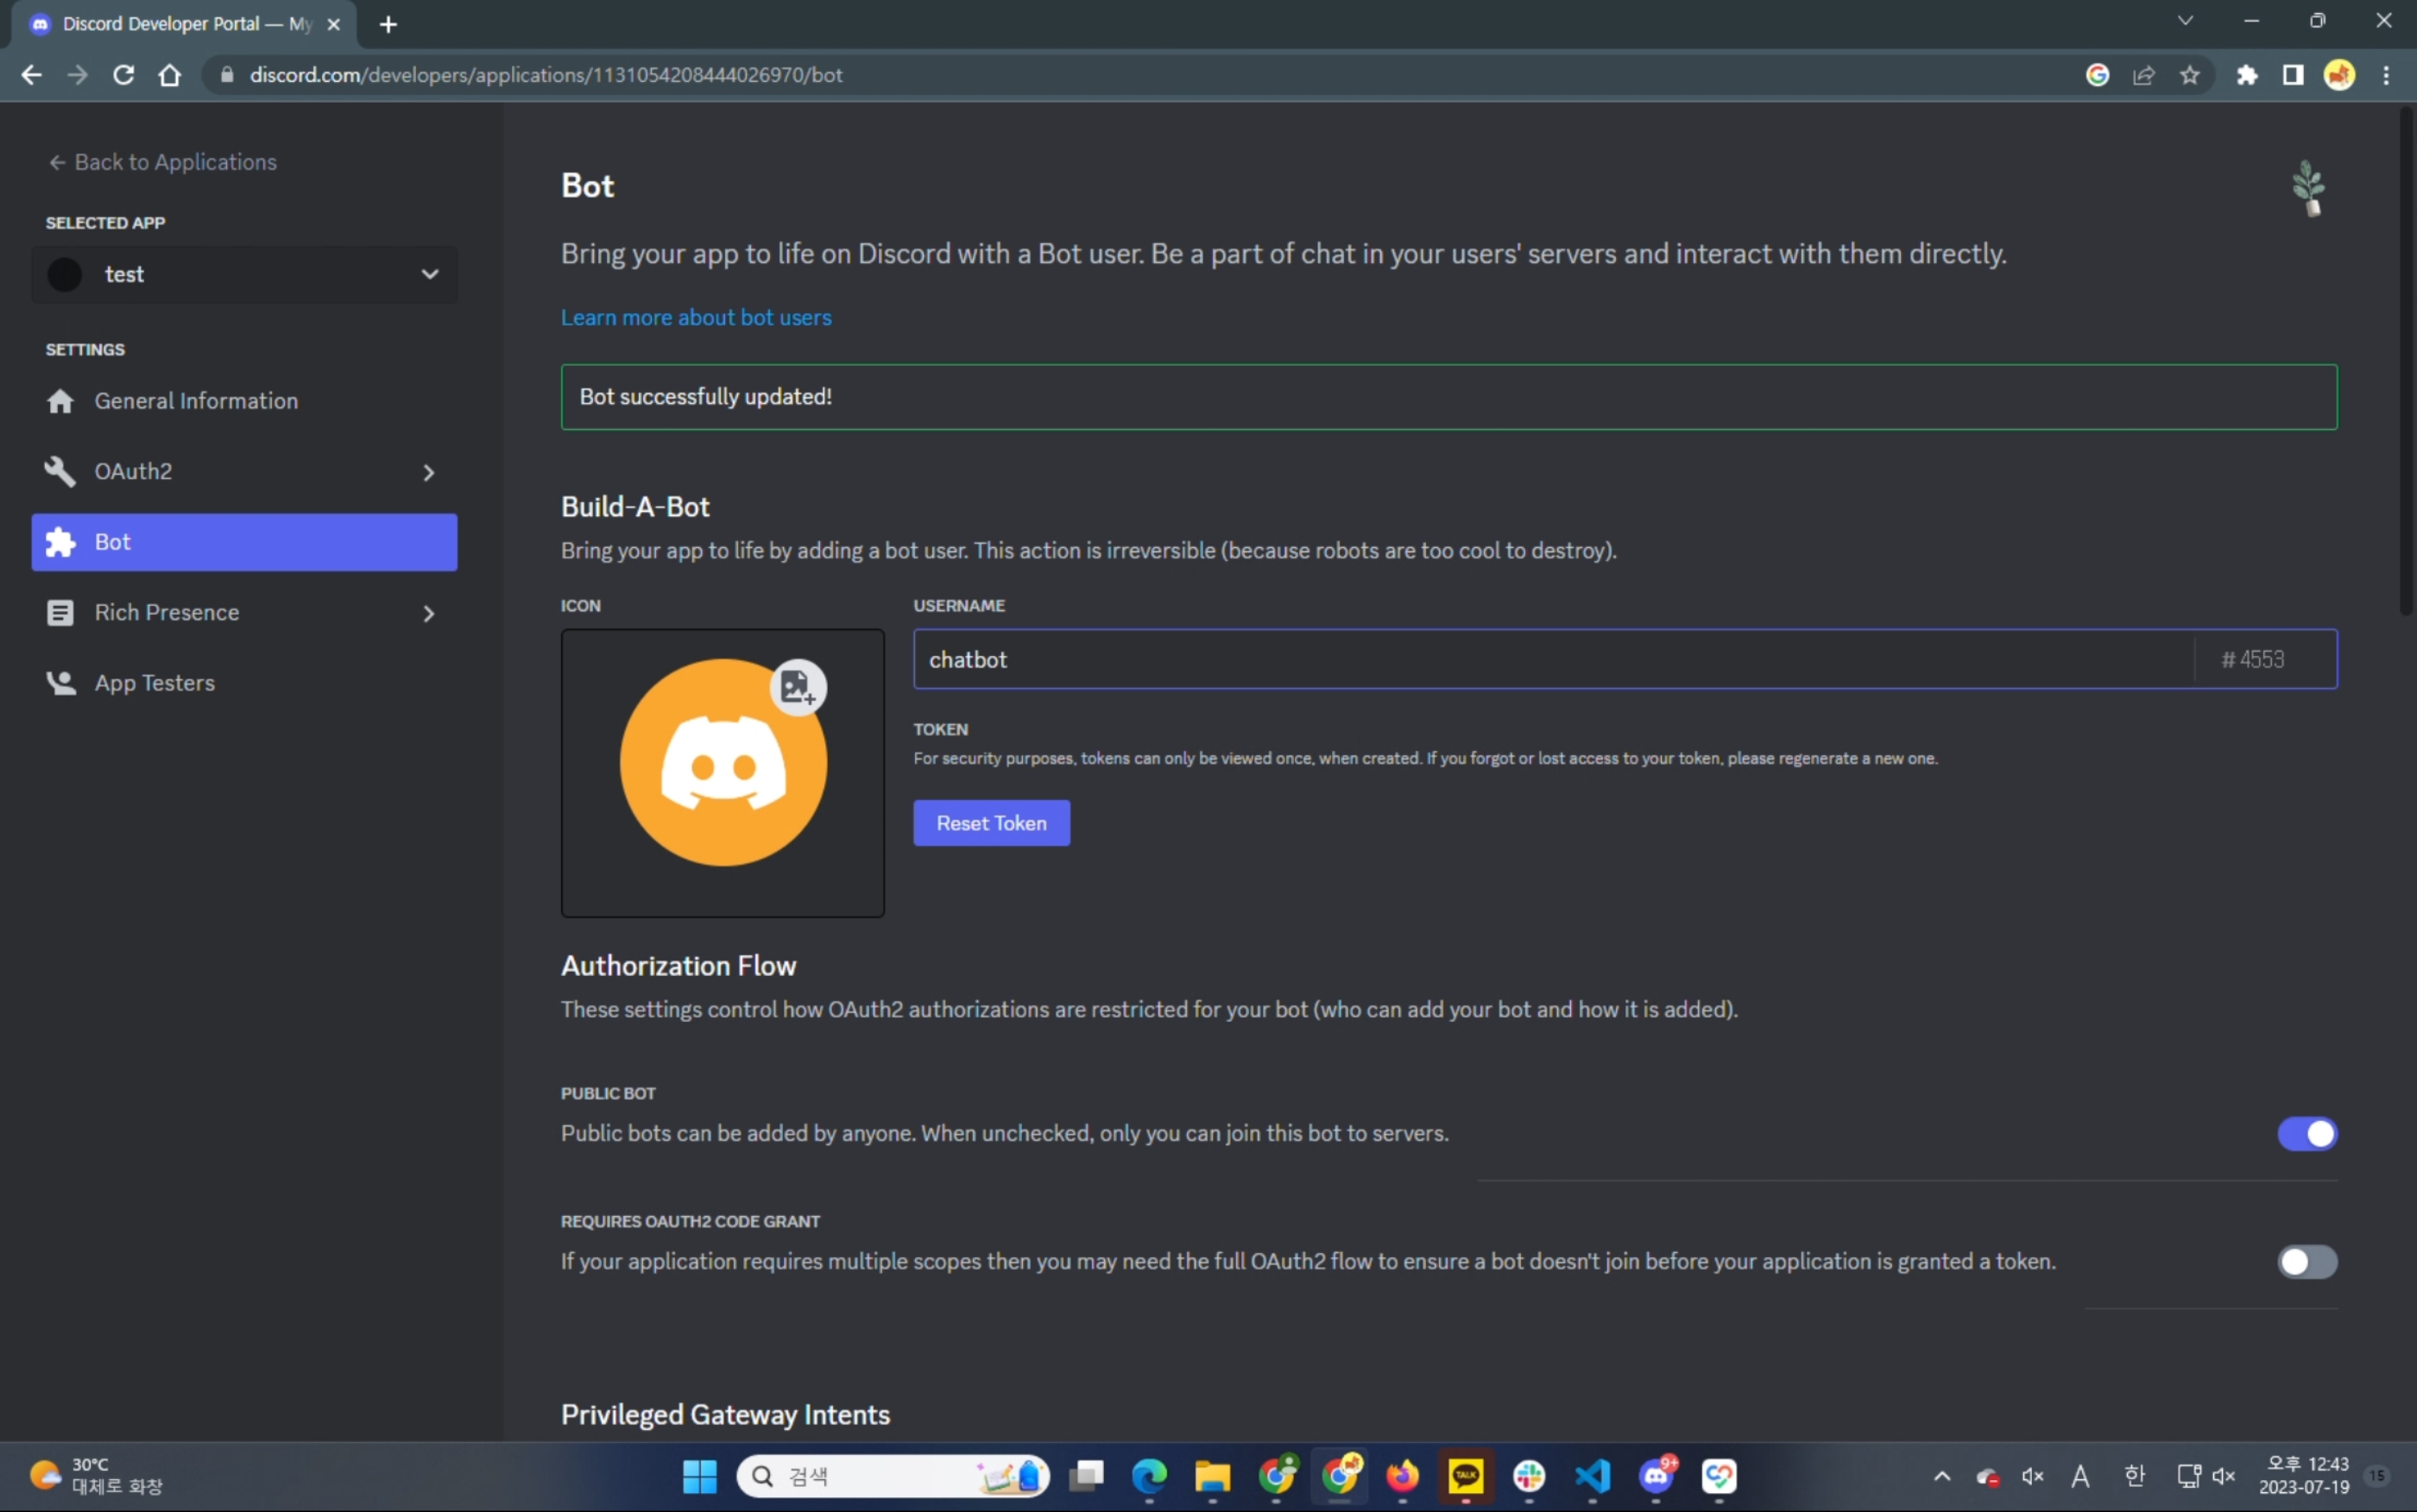 Discord Developer Portal — My
discord.com/developers/applications/1131054208444026970/bot
← Back to Applications
SELECTED APP
test
SETTINGS
General Information
OAuth2
Bot
Rich Presence
App Testers
Bot
Bring your app to life on Discord with a Bot user. Be a part of chat in your users' servers and interact with them directly.
Learn more about bot users
Bot successfully updated!
Build-A-Bot
Bring your app to life by adding a bot user. This action is irreversible (because robots are too cool to destroy).
ICON
USERNAME
chatbot
#4553
TOKEN
For security purposes, tokens can only be viewed once, when created. If you forgot or lost access to your token, please regenerate a new one.
Reset Token
Authorization Flow
These settings control how OAuth2 authorizations are restricted for your bot (who can add your bot and how it is added).
PUBLIC BOT
Public bots can be added by anyone. When unchecked, only you can join this bot to servers.
REQUIRES OAUTH2 CODE GRANT
If your application requires multiple scopes then you may need the full OAuth2 flow to ensure a bot doesn't join before your application is granted a token.
Privileged Gateway Intents
30°C
대체로 화창
검색
TALK
9+
A
한
오후 12:43
2023-07-19
15